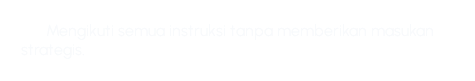 Mengikuti semua instruksi tanpa memberikan masukan
strategis